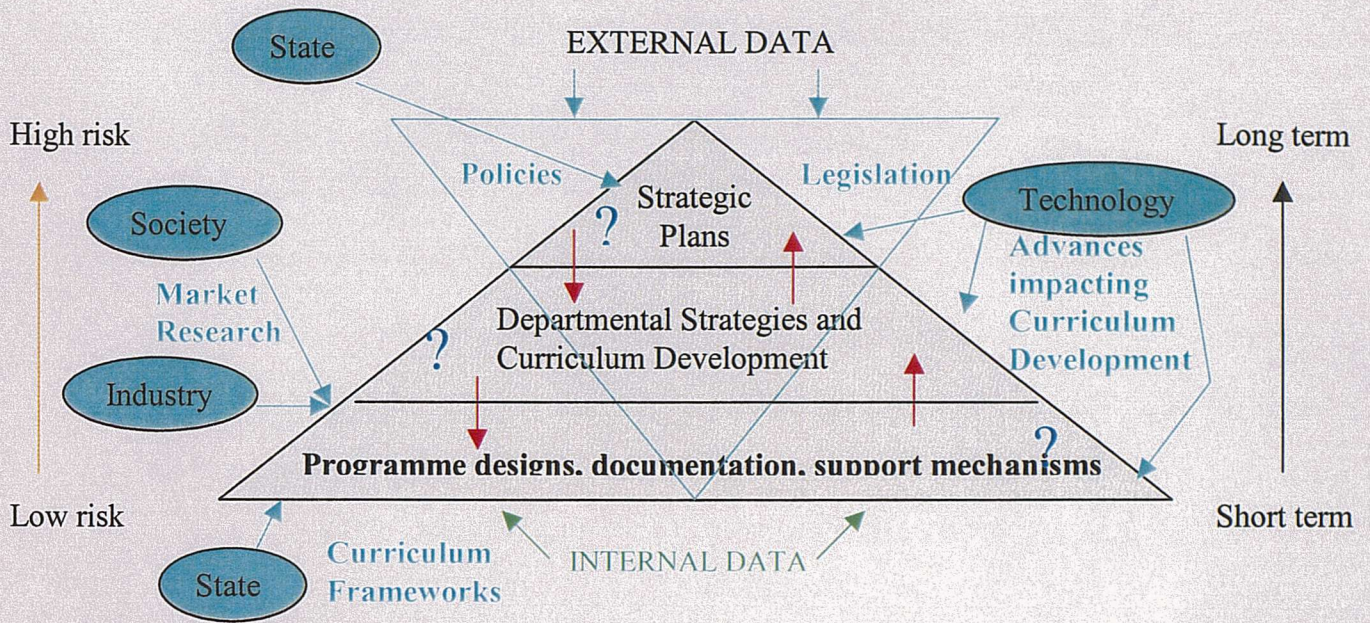 State
EXTERNAL DATA
High risk
Long term
Policies
Legislation
Strategic
Plans
?
Technology
Society
Market
Research
Advances
impacting
Curriculum
Development
Departmental Strategies and
Curriculum Development
?
Industry
?
Programme designs, documentation, support mechanisms
Low risk
Short term
State
Curriculum
Frameworks
INTERNAL DATA